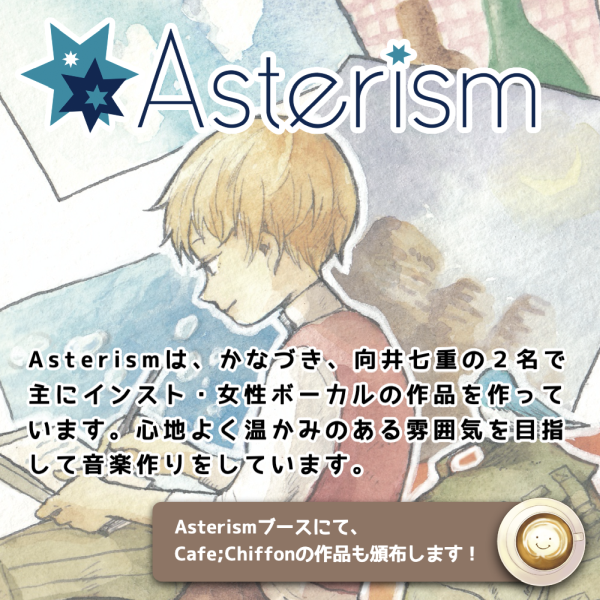 Asterism
Asterismは、かなづき、向井七重の２名で
主にインスト・女性ボーカルの作品を作って
います。心地よく温かみのある雰囲気を目指
して音楽作りをしています。
Asterismブースにて、
Cafe;Chiffonの作品も頒布します！